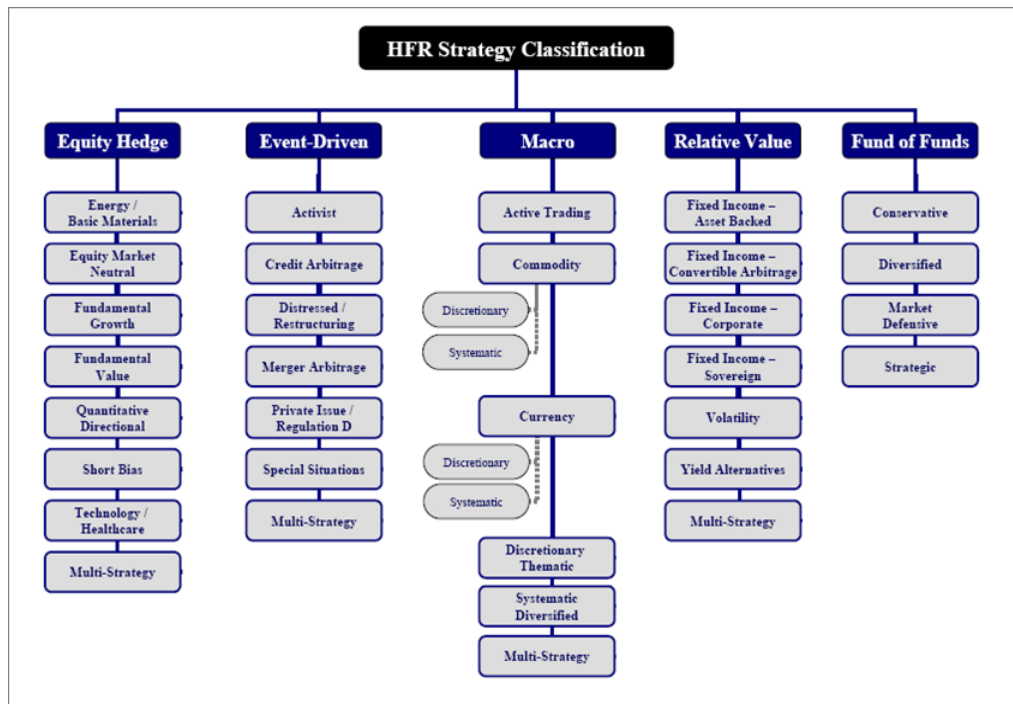 HFR Strategy Classification
Equity Hedge
Energy /
Basic Materials
Equity Market
Neutral
Fundamental
Growth
Fundamental
Value
Quantitative
Directional
Short Bias
Technology /
Healthcare
Multi-Strategy
Event-Driven
Activist
Credit Arbitrage
Distressed /
Restructuring
Merger Arbitrage
Private Issue /
Regulation D
Special Situations
Multi-Strategy
Macro
Active Trading
Commodity
Discretionary
Systematic
Currency
Discretionary
Systematic
Discretionary
Thematic
Systematic
Diversified
Multi-Strategy
Relative Value
Fixed Income –
Asset Backed
Fixed Income –
Convertible Arbitrage
Fixed Income –
Corporate
Fixed Income –
Sovereign
Volatility
Yield Alternatives
Multi-Strategy
Fund of Funds
Conservative
Diversified
Market
Defensive
Strategic